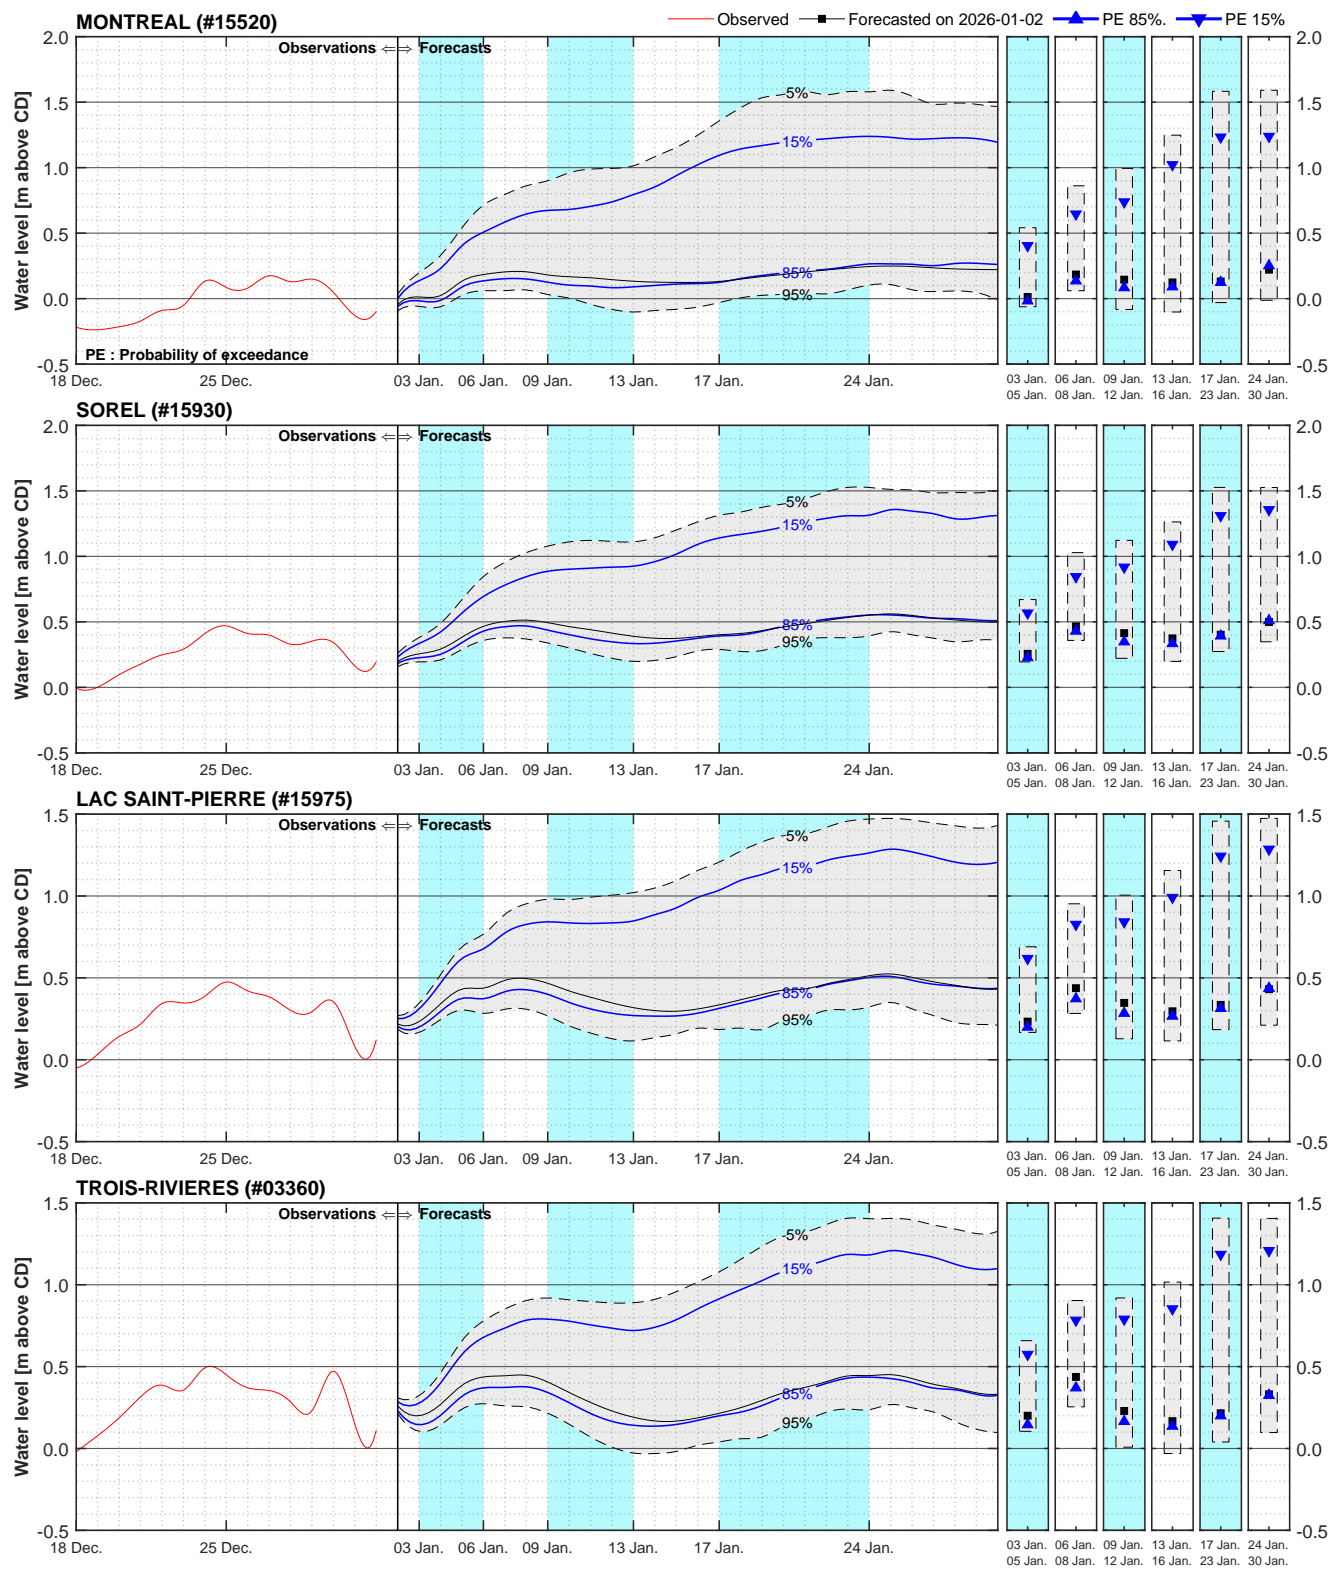 MONTREAL (#15520)
Observed
Forecasted on 2026-01-02
PE 85%.
PE 15%
Water level [m above CD]
2.0
1.5
1.0
0.5
0.0
-0.5
Observations ⇐⇒ Forecasts
5%
15%
85%
95%
PE : Probability of exceedance
2.0
1.5
1.0
0.5
0.0
-0.5
18 Dec.
25 Dec.
03 Jan.
06 Jan.
09 Jan.
13 Jan.
17 Jan.
24 Jan.
03 Jan. 06 Jan. 09 Jan. 13 Jan. 17 Jan. 24 Jan.
05 Jan. 08 Jan. 12 Jan. 16 Jan. 23 Jan. 30 Jan.
SOREL (#15930)
Water level [m above CD]
2.0
1.5
1.0
0.5
0.0
-0.5
Observations ⇐⇒ Forecasts
5%
15%
85%
95%
2.0
1.5
1.0
0.5
0.0
-0.5
18 Dec.
25 Dec.
03 Jan.
06 Jan.
09 Jan.
13 Jan.
17 Jan.
24 Jan.
03 Jan. 06 Jan. 09 Jan. 13 Jan. 17 Jan. 24 Jan.
05 Jan. 08 Jan. 12 Jan. 16 Jan. 23 Jan. 30 Jan.
LAC SAINT-PIERRE (#15975)
Water level [m above CD]
1.5
1.0
0.5
0.0
-0.5
Observations ⇐⇒ Forecasts
5%
15%
85%
95%
1.5
1.0
0.5
0.0
-0.5
18 Dec.
25 Dec.
03 Jan.
06 Jan.
09 Jan.
13 Jan.
17 Jan.
24 Jan.
03 Jan. 06 Jan. 09 Jan. 13 Jan. 17 Jan. 24 Jan.
05 Jan. 08 Jan. 12 Jan. 16 Jan. 23 Jan. 30 Jan.
TROIS-RIVIERES (#03360)
Water level [m above CD]
1.5
1.0
0.5
0.0
-0.5
Observations ⇐⇒ Forecasts
5%
15%
85%
95%
1.5
1.0
0.5
0.0
-0.5
18 Dec.
25 Dec.
03 Jan.
06 Jan.
09 Jan.
13 Jan.
17 Jan.
24 Jan.
03 Jan. 06 Jan. 09 Jan. 13 Jan. 17 Jan. 24 Jan.
05 Jan. 08 Jan. 12 Jan. 16 Jan. 23 Jan. 30 Jan.